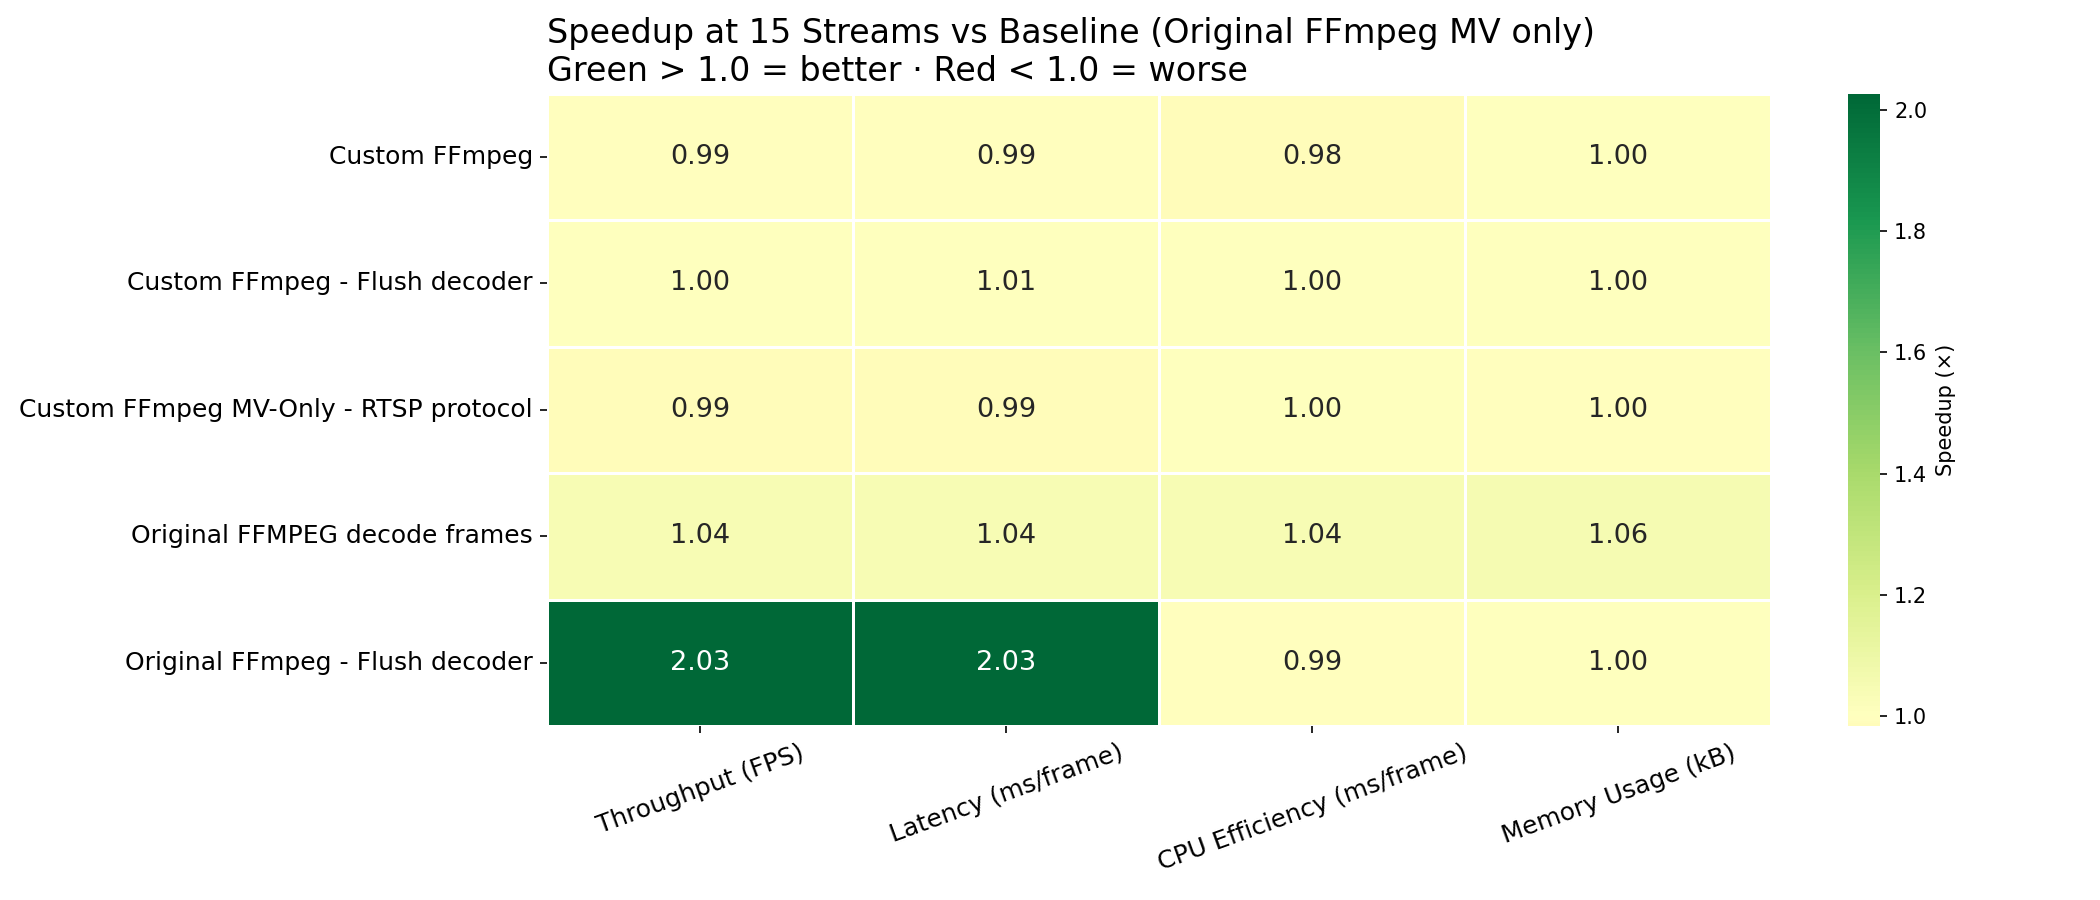 Speedup at 15 Streams vs Baseline (Original FFmpeg MV only)
Green > 1.0 = better · Red < 1.0 = worse
Custom FFmpeg 0.99 0.99 0.98 1.00
Custom FFmpeg - Flush decoder 1.00 1.01 1.00 1.00
Custom FFmpeg MV-Only - RTSP protocol 0.99 0.99 1.00 1.00
Original FFMPEG decode frames 1.04 1.04 1.04 1.06
Original FFmpeg - Flush decoder 2.03 2.03 0.99 1.00
Throughput (FPS)
Latency (ms/frame)
CPU Efficiency (ms/frame)
Memory Usage (kB)
2.0
1.8
1.6
1.4
1.2
1.0
Speedup (×)